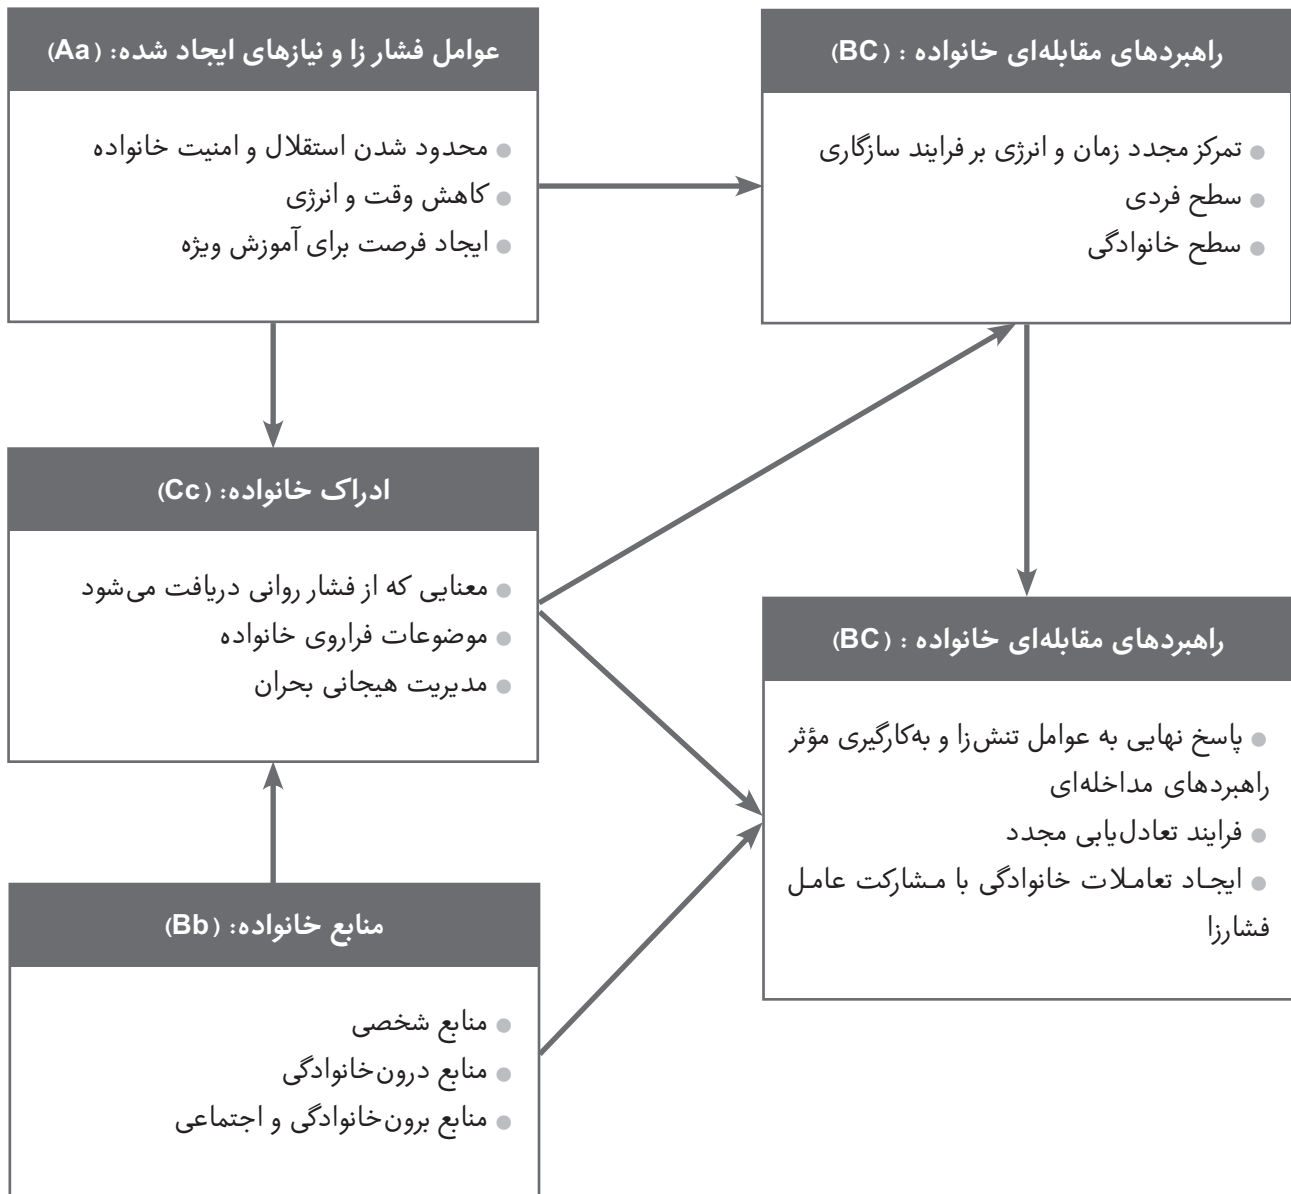 عوامل فشار زا و نیازهای ایجاد شده: (Aa)
محدود شدن استقلال و امنیت خانواده
کاهش وقت و انرژی
ایجاد فرصت برای آموزش ویژه
راهبردهای مقابله‌ای خانواده : (BC)
تمرکز مجدد زمان و انرژی بر فرایند سازگاری
سطح فردی
سطح خانوادگی
ادراک خانواده: (Cc)
معنایی که از فشار روانی دریافت می‌شود
موضوعات فراروی خانواده
مدیریت هیجانی بحران
راهبردهای مقابله‌ای خانواده : (BC)
پاسخ نهایی به عوامل تنش‌زا و به‌کارگیری مؤثر
راهبردهای مداخله‌ای
فرایند تعادل‌یابی مجدد
ایجـاد تعامـلات خانوادگی با مـشارکت عامـل
فشارزا
منابع خانواده: (Bb)
منابع شخصی
منابع درون‌خانوادگی
منابع برون‌خانوادگی و اجتماعی